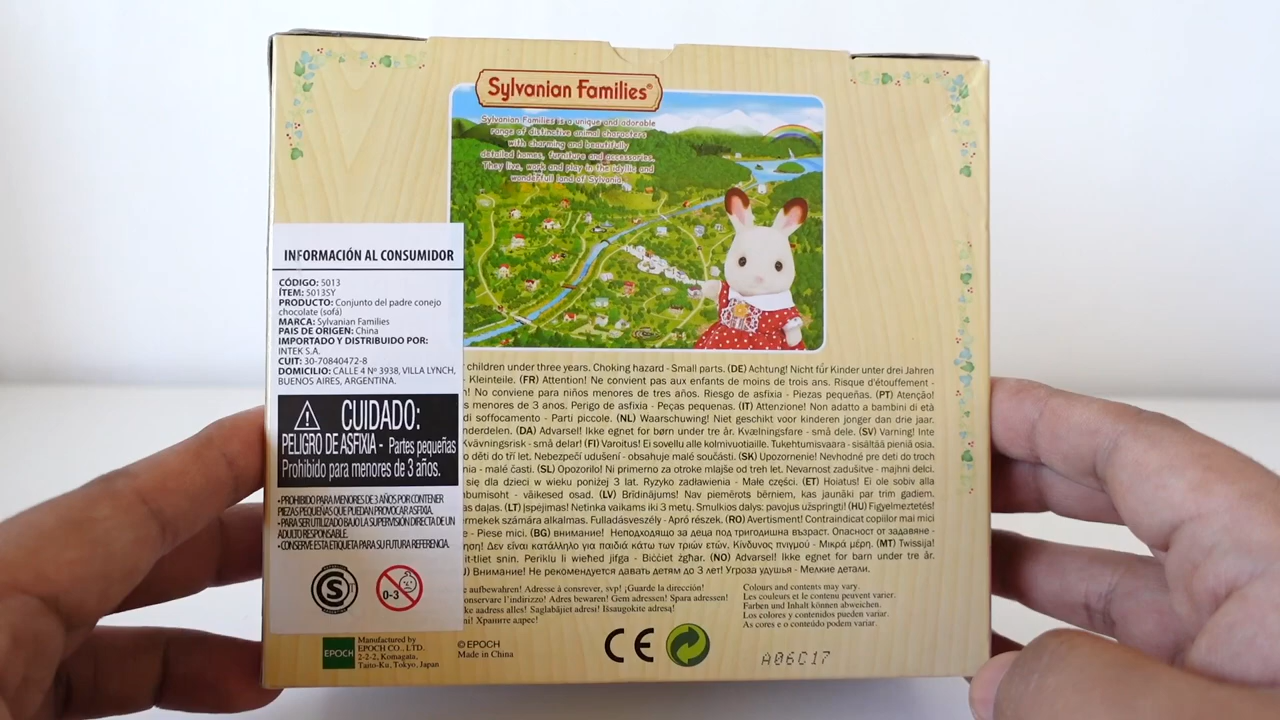 Sylvanian Families®
Sylvanian Families is a unique and adorable
range of distinctive animal characters
with charming and beautifully
detailed homes, furniture and accessories.
They live, work and play in the idyllic and
wonderful land of Sylvania.
INFORMACIÓN AL CONSUMIDOR
CÓDIGO: 5013
ÍTEM: 5013SY
PRODUCTO: Conjunto del padre conejo
chocolate (sofá)
MARCA: Sylvanian Families
PAIS DE ORIGEN: China
IMPORTADO Y DISTRIBUIDO POR:
INTEK S.A.
CUIT: 30-70840472-8
DOMICILIO: CALLE 4 Nº 3938, VILLA LYNCH,
BUENOS AIRES, ARGENTINA.
CUIDADO:
PELIGRO DE ASFIXIA - Partes pequeñas
Prohibido para menores de 3 años.
•PROHIBIDO PARA MENORES DE 3 AÑOS POR CONTENER
PIEZAS PEQUEÑAS QUE PUEDAN PROVOCAR ASFIXIA.
•PARA SER UTILIZADO BAJO LA SUPERVISIÓN DIRECTA DE UN
ADULTO RESPONSABLE.
•CONSERVE ESTA ETIQUETA PARA SU FUTURA REFERENCIA.
S
0-3
children under three years. Choking hazard - Small parts. (DE) Achtung! Nicht für Kinder unter drei Jahren
- Kleinteile. (FR) Attention! Ne convient pas aux enfants de moins de trois ans. Risque d'étouffement -
! No conviene para niños menores de tres años. Riesgo de asfixia - Piezas pequeñas. (PT) Atenção!
menores de 3 anos. Perigo de asfixia - Peças pequenas. (IT) Attenzione! Non adatto a bambini di età
di soffocamento - Parti piccole. (NL) Waarschuwing! Niet geschikt voor kinderen jonger dan drie jaar.
nderdelen. (DA) Advarsel! Ikke egnet for børn under tre år. Kvælningsfare - små dele. (SV) Varning! Inte
Kvävningsrisk - små delar! (FI) Varoitus! Ei sovellu alle kolmivuotiaille. Tukehtumisvaara - sisältää pieniä osia.
děti do tří let. Nebezpečí udušení - obsahuje malé součásti. (SK) Upozornenie! Nevhodné pre deti do troch
nia - malé časti. (SL) Opozorilo! Ni primerno za otroke mlajše od treh let. Nevarnost zadušitve - majhni delci.
się dla dzieci w wieku poniżej 3 lat. Ryzyko zadławienia - Małe części. (ET) Hoiatus! Ei ole sobiv alla
mbumisoht - väikesed osad. (LV) Brīdinājums! Nav piemērots bērniem, kas jaunāki par trim gadiem.
as daļas. (LT) Įspėjimas! Netinka vaikams iki 3 metų. Smulkios dalys: pavojus užspringti! (HU) Figyelmeztetés!
ermekek számára alkalmas. Fulladásveszély - Apró részek. (RO) Avertisment! Contraindicat copiilor mai mici
e - Piese mici. (BG) внимание! Неподходящо за деца под тригодишна възраст. Опасност от задавяне -
ση! Δεν είναι κατάλληλο για παιδιά κάτω των τριών ετών. Κίνδυνος πνιγμού - Μικρά μέρη. (MT) Twissija!
it-tliet snin. Periklu li wieħed jifga - Biċċiet żgħar. (NO) Advarsel! Ikke egnet for barn under tre år.
) Внимание! Не рекомендуется давать детям до 3 лет! Угроза удушья - Мелкие детали.
aufbewahren! Adresse à consrever, svp! ¡Guarde la dirección!
onservare l'indirizzo! Adres bewaren! Gem adressen! Spara adressen!
ke aadress alles! Saglabājiet adresi! Išsaugokite adresą!
Храните адрес!
Colours and contents may vary.
Les couleurs et le contenu peuvent varier.
Farben und Inhalt können abweichen.
Los colores y contenidos pueden variar.
As cores e o conteúdo podem variar.
EPOCH
Manufactured by
EPOCH CO., LTD.
2-2-2, Komagata,
Taito-Ku, Tokyo, Japan
© EPOCH
Made in China
CE
A06C17